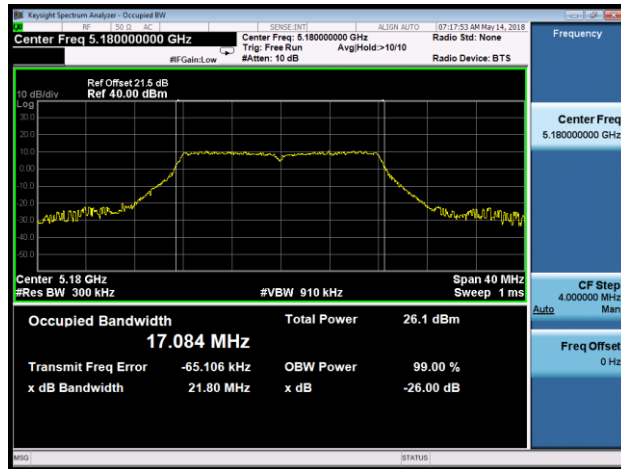 Keysight Spectrum Analyzer - Occupied BW
RF 50 Ω AC SENSE:INT ALIGN AUTO 07:17:53 AM May 14, 2018
Center Freq 5.180000000 GHz
Center Freq: 5.180000000 GHz Radio Std: None
Trig: Free Run Avg|Hold:>10/10
#IFGain:Low #Atten: 10 dB Radio Device: BTS
Ref Offset 21.5 dB
10 dB/div Ref 40.00 dBm
Log
30.0
20.0
10.0
0.00
-10.0
-20.0
-30.0
-40.0
-50.0
Center 5.18 GHz Span 40 MHz
#Res BW 300 kHz #VBW 910 kHz Sweep 1 ms
Occupied Bandwidth Total Power 26.1 dBm
17.084 MHz
Transmit Freq Error -65.106 kHz OBW Power 99.00 %
x dB Bandwidth 21.80 MHz x dB -26.00 dB
MSG STATUS
Frequency
Center Freq
5.180000000 GHz
CF Step
4.000000 MHz
Auto Man
Freq Offset
0 Hz